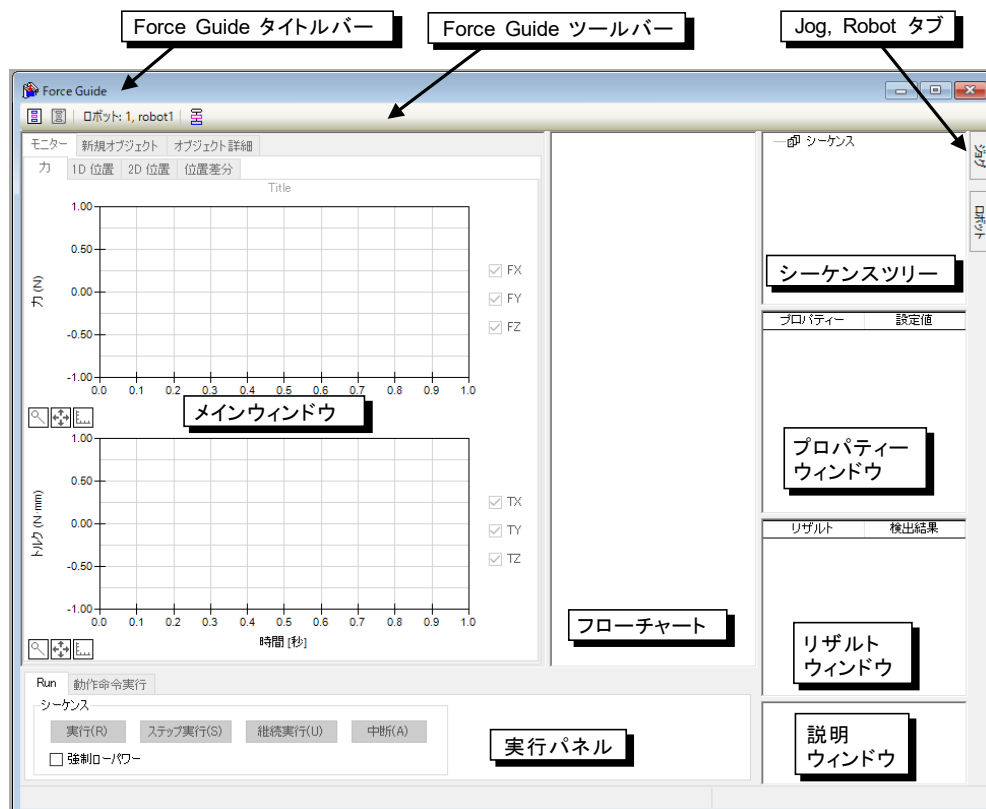 Force Guide タイトルバー
Force Guide ツールバー
Jog, Robot タブ
Force Guide
ロボット: 1, robot1
モニター 新規オブジェクト オブジェクト詳細
力 1D 位置 2D 位置 位置差分
Title
1.00
0.50
0.00
-0.50
-1.00
力 (N)
0.0 0.1 0.2 0.3 0.4 0.5 0.6 0.7 0.8 0.9 1.0
FX
FY
FZ
メインウィンドウ
1.00
0.50
0.00
-0.50
-1.00
トルク (N·mm)
0.0 0.1 0.2 0.3 0.4 0.5 0.6 0.7 0.8 0.9 1.0
時間 [秒]
TX
TY
TZ
フローチャート
シーケンス
シーケンスツリー
ジョグ
ロボット
プロパティー 設定値
プロパティー
ウィンドウ
リザルト 検出結果
リザルト
ウィンドウ
説明
ウィンドウ
Run 動作命令実行
シーケンス
実行(R) ステップ実行(S) 継続実行(U) 中断(A)
強制ローパワー
実行パネル